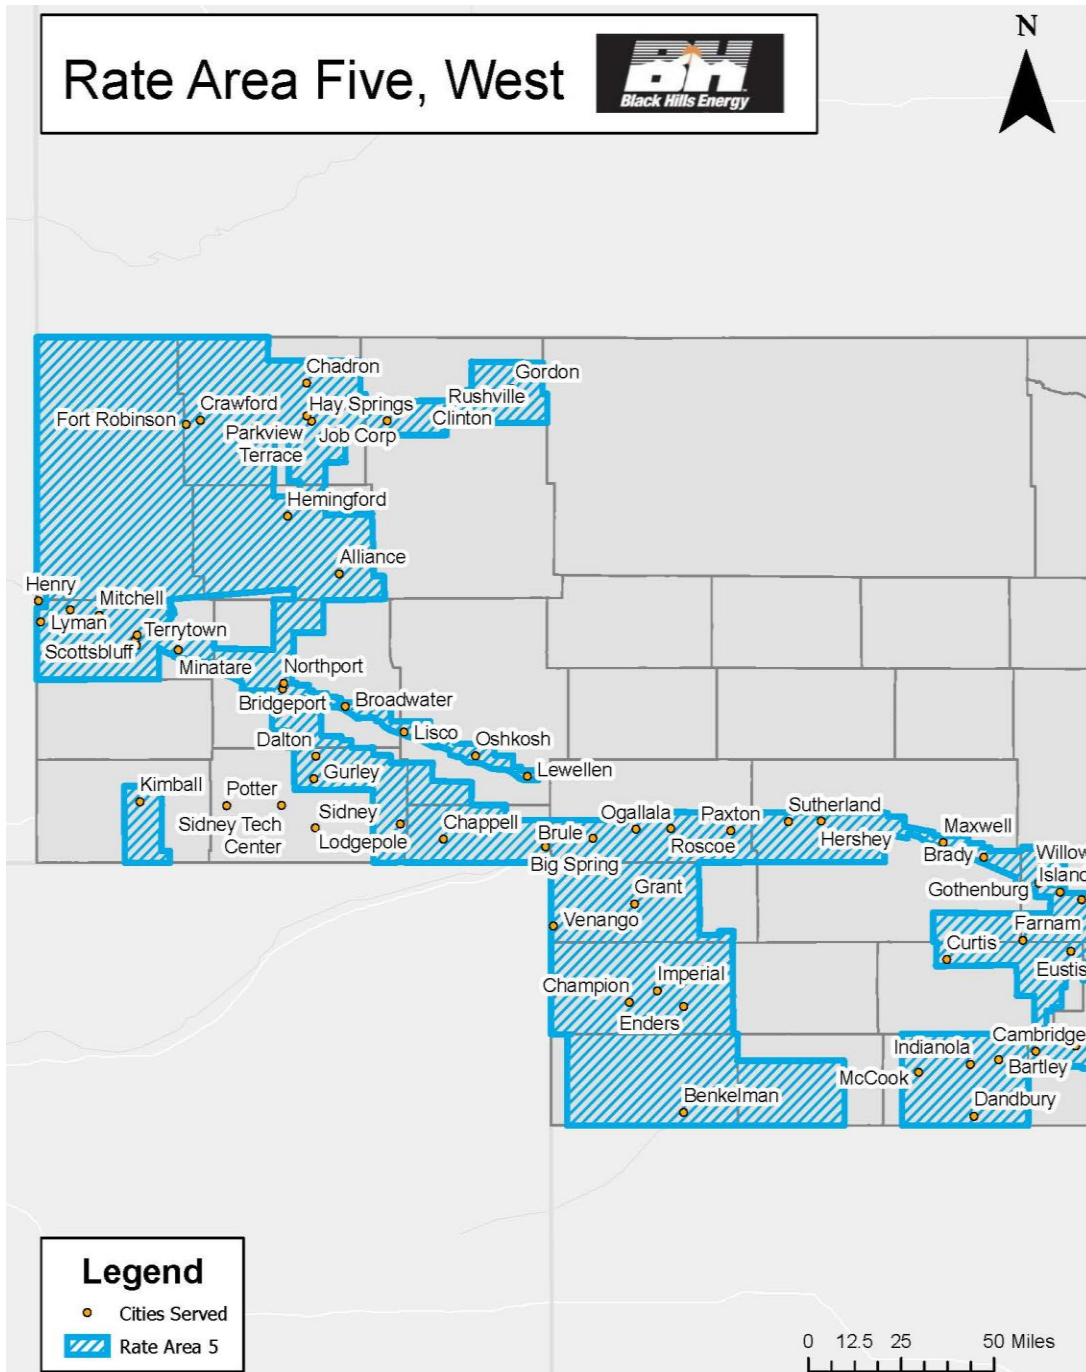 Rate Area Five, West
BH
Black Hills Energy
N
Chadron
Gordon
Crawford
Hay Springs
Rushville
Fort Robinson
Clinton
Parkview
Terrace
Job Corp
Hemingford
Alliance
Henry
Mitchell
Lyman
Terrytown
Scottsbluff
Minatare
Northport
Bridgeport
Broadwater
Lisco
Dalton
Oshkosh
Gurley
Lewellen
Kimball
Potter
Sidney Tech
Center
Sidney
Lodgepole
Chappell
Brule
Big Spring
Ogallala
Roscoe
Paxton
Sutherland
Hershey
Maxwell
Brady
Willow
Island
Gothenburg
Grant
Venango
Farnam
Curtis
Eustis
Imperial
Champion
Enders
Cambridge
Indianola
Bartley
McCook
Benkelman
Dandbury
Legend
Cities Served
Rate Area 5
0 12.5 25 50 Miles